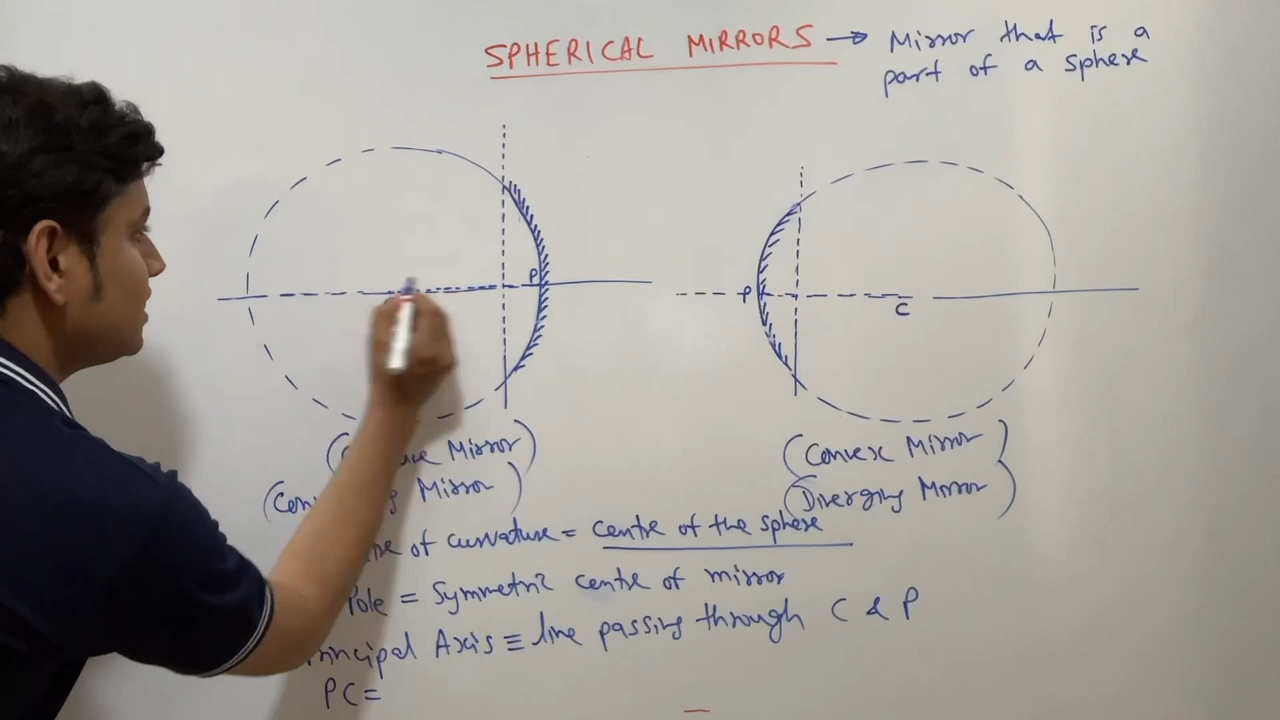 SPHERICAL MIRRORS → Mirror that is a
part of a sphere
P
P
C
Mirror)
Mirror)
(Convex Mirror)
(Diverging Mirror)
of curvature = centre of the sphere
Pole = Symmetric centre of mirror
Axis ≡ line passing through C & P
PC =